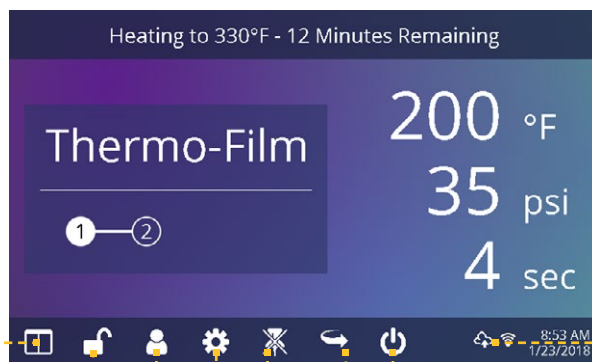 Heating to 330°F - 12 Minutes Remaining
200 °F
Thermo-Film
35 psi
1 2
4 sec
8:53 AM
1/23/2018